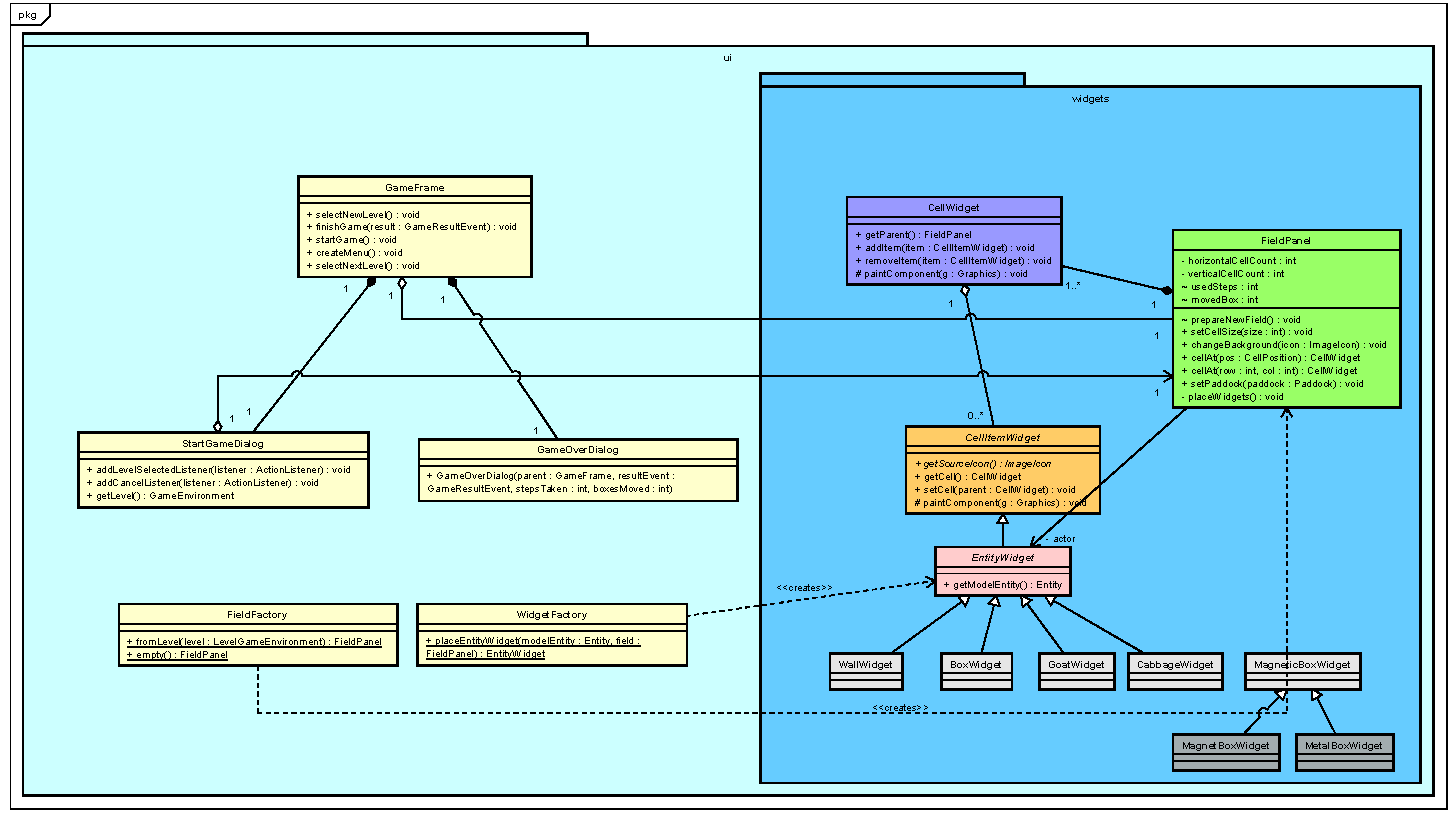 pkg
ui
widgets
GameFrame
+ selectNewLevel() : void
+ finishGame(result : GameResultEvent) : void
+ startGame() : void
+ createMenu() : void
+ selectNextLevel() : void
1
1
1
CellWidget
+ getParent() : FieldPanel
+ addItem(item : CellItemWidget) : void
+ removeItem(item : CellItemWidget) : void
# paintComponent(g : Graphics) : void
1..*
1
1
FieldPanel
- horizontalCellCount : int
- verticalCellCount : int
~ usedSteps : int
~ movedBox : int
~ prepareNewField() : void
+ setCellSize(size : int) : void
+ changeBackground(icon : ImageIcon) : void
+ cellAt(pos : CellPosition) : CellWidget
+ cellAt(row : int, col : int) : CellWidget
+ setPaddock(paddock : Paddock) : void
- placeWidgets() : void
1
1
1
1
1
0..*
StartGameDialog
+ addLevelSelectedListener(listener : ActionListener) : void
+ addCancelListener(listener : ActionListener) : void
+ getLevel() : GameEnvironment
GameOverDialog
+ GameOverDialog(parent : GameFrame, resultEvent :
GameResultEvent, stepsTaken : int, boxesMoved : int)
CellItemWidget
+ getSourceIcon() : ImageIcon
+ getCell() : CellWidget
+ setCell(parent : CellWidget) : void
# paintComponent(g : Graphics) : void
- actor
EntityWidget
+ getModelEntity() : Entity
<<creates>>
FieldFactory
+ fromLevel(level : LevelGameEnvironment) : FieldPanel
+ empty() : FieldPanel
WidgetFactory
+ placeEntityWidget(modelEntity : Entity, field :
FieldPanel) : EntityWidget
WallWidget
BoxWidget
GoatWidget
CabbageWidget
MagneticBoxWidget
<<creates>>
MagnetBoxWidget
MetalBoxWidget